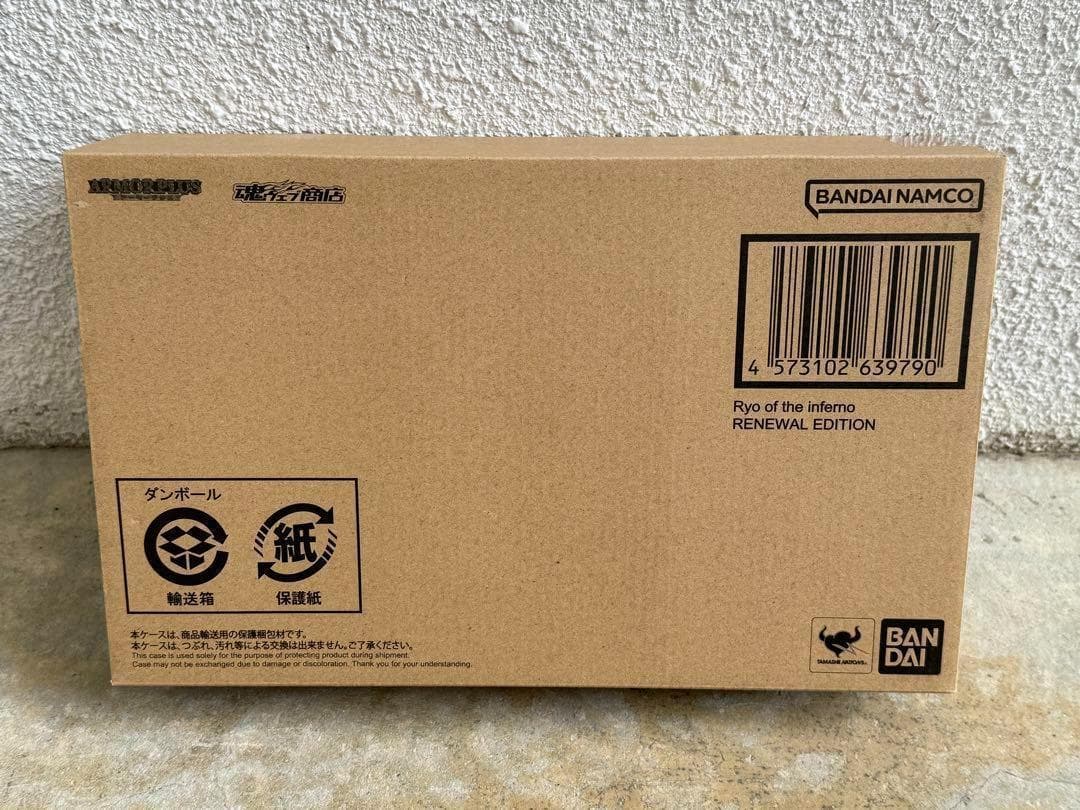 ARMOR PLUS
魂ウェブ商店
BANDAI NAMCO
4 573102 639790
Ryo of the inferno
RENEWAL EDITION
ダンボール
紙
輸送箱 保護紙
本ケースは、商品輸送用の保護梱包材です。
本ケースは、つぶれ、汚れ等による交換は出来ません。ご了承ください。
This case is used solely for the purpose of protecting product during shipment.
Case may not be exchanged due to damage or discoloration. Thank you for your understanding.
TAMASHII NATIONS
BAN
DAI